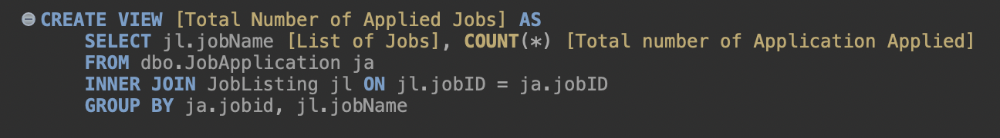 CREATE VIEW [Total Number of Applied Jobs] AS
SELECT jl.jobName [List of Jobs], COUNT(*) [Total number of Application Applied]
FROM dbo.JobApplication ja
INNER JOIN JobListing jl ON jl.jobID = ja.jobID
GROUP BY ja.jobid, jl.jobName